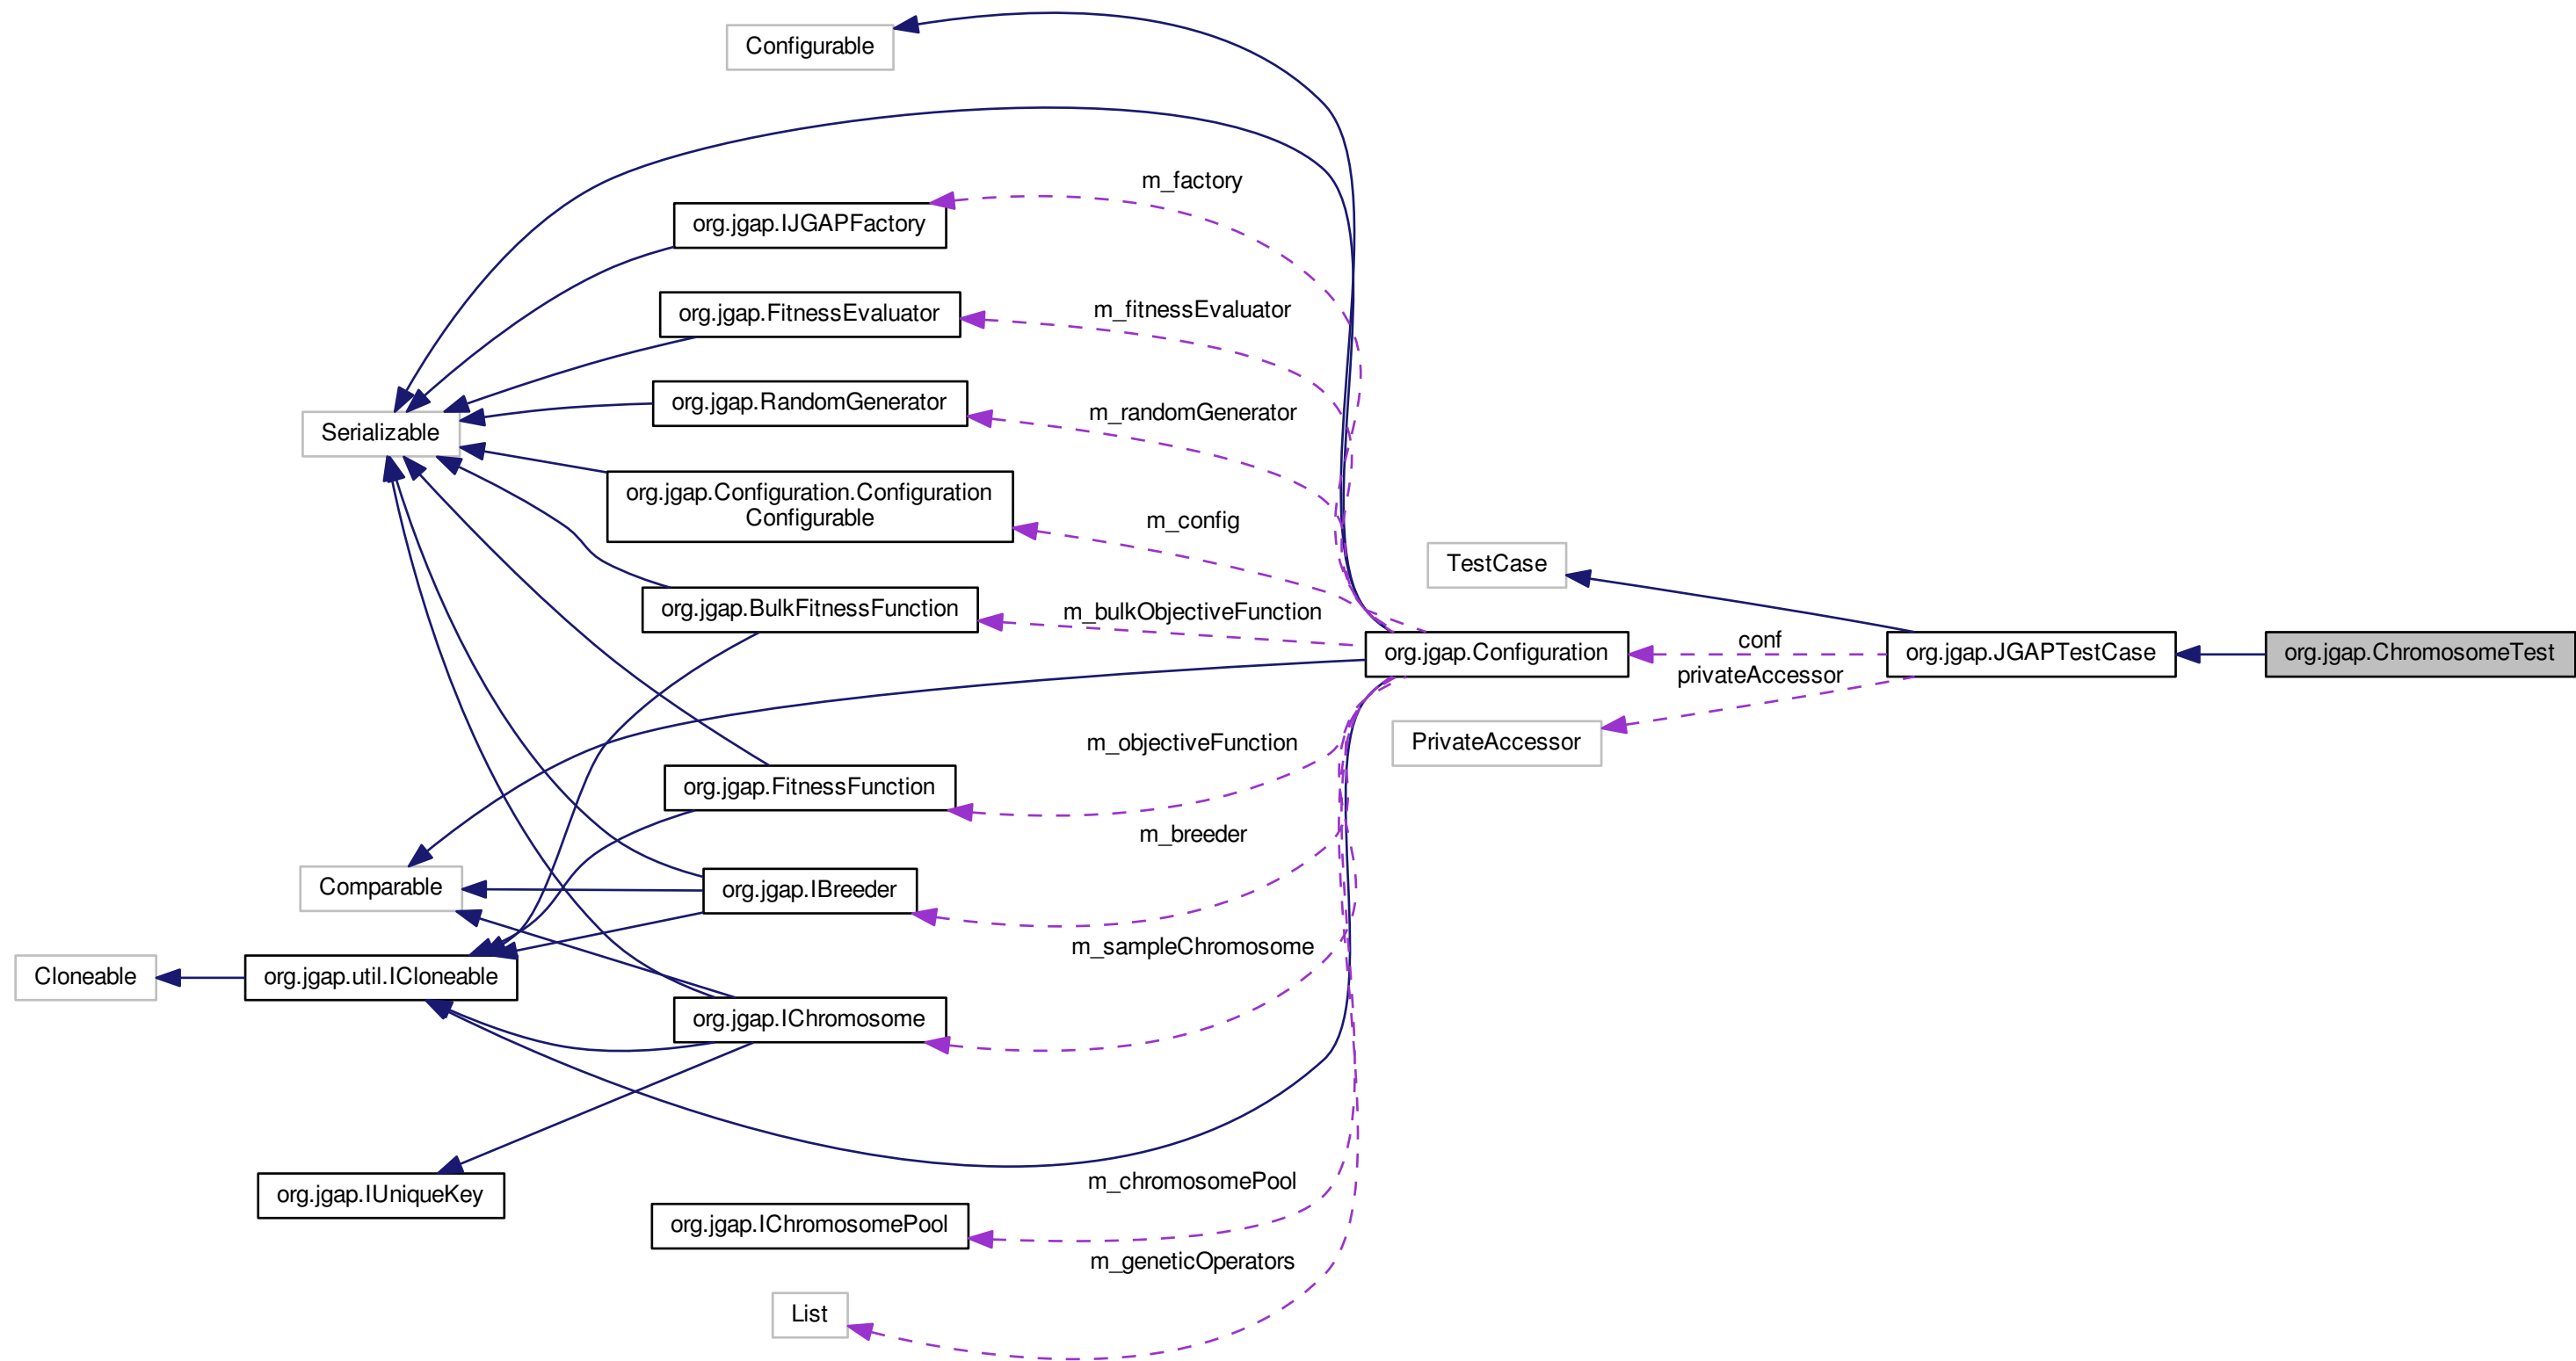 Configurable
m_factory
org.jgap.IJGAPFactory
m_fitnessEvaluator
org.jgap.FitnessEvaluator
org.jgap.RandomGenerator
m_randomGenerator
Serializable
org.jgap.Configuration.Configuration
Configurable
m_config
TestCase
org.jgap.BulkFitnessFunction
m_bulkObjectiveFunction
org.jgap.Configuration
conf
privateAccessor
org.jgap.JGAPTestCase
org.jgap.ChromosomeTest
PrivateAccessor
m_objectiveFunction
org.jgap.FitnessFunction
m_breeder
Comparable
org.jgap.IBreeder
m_sampleChromosome
Cloneable
org.jgap.util.ICloneable
org.jgap.IChromosome
org.jgap.IUniqueKey
m_chromosomePool
org.jgap.IChromosomePool
m_geneticOperators
List